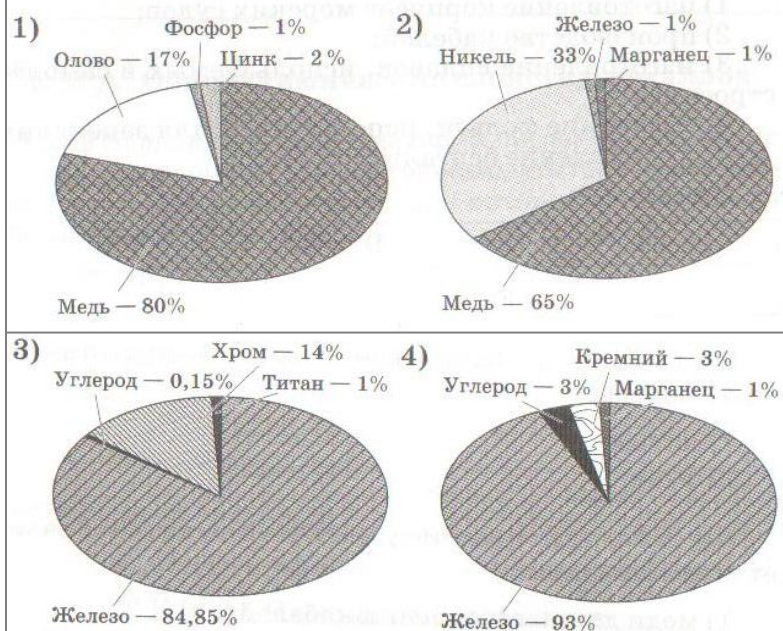 1)
Фосфор — 1%
Олово — 17%
Цинк — 2 %
Медь — 80%
2)
Железо — 1%
Никель — 33%
Марганец — 1%
Медь — 65%
3)
Хром — 14%
Углерод — 0,15%
Титан — 1%
Железо — 84,85%
4)
Кремний — 3%
Углерод — 3%
Марганец — 1%
Железо — 93%